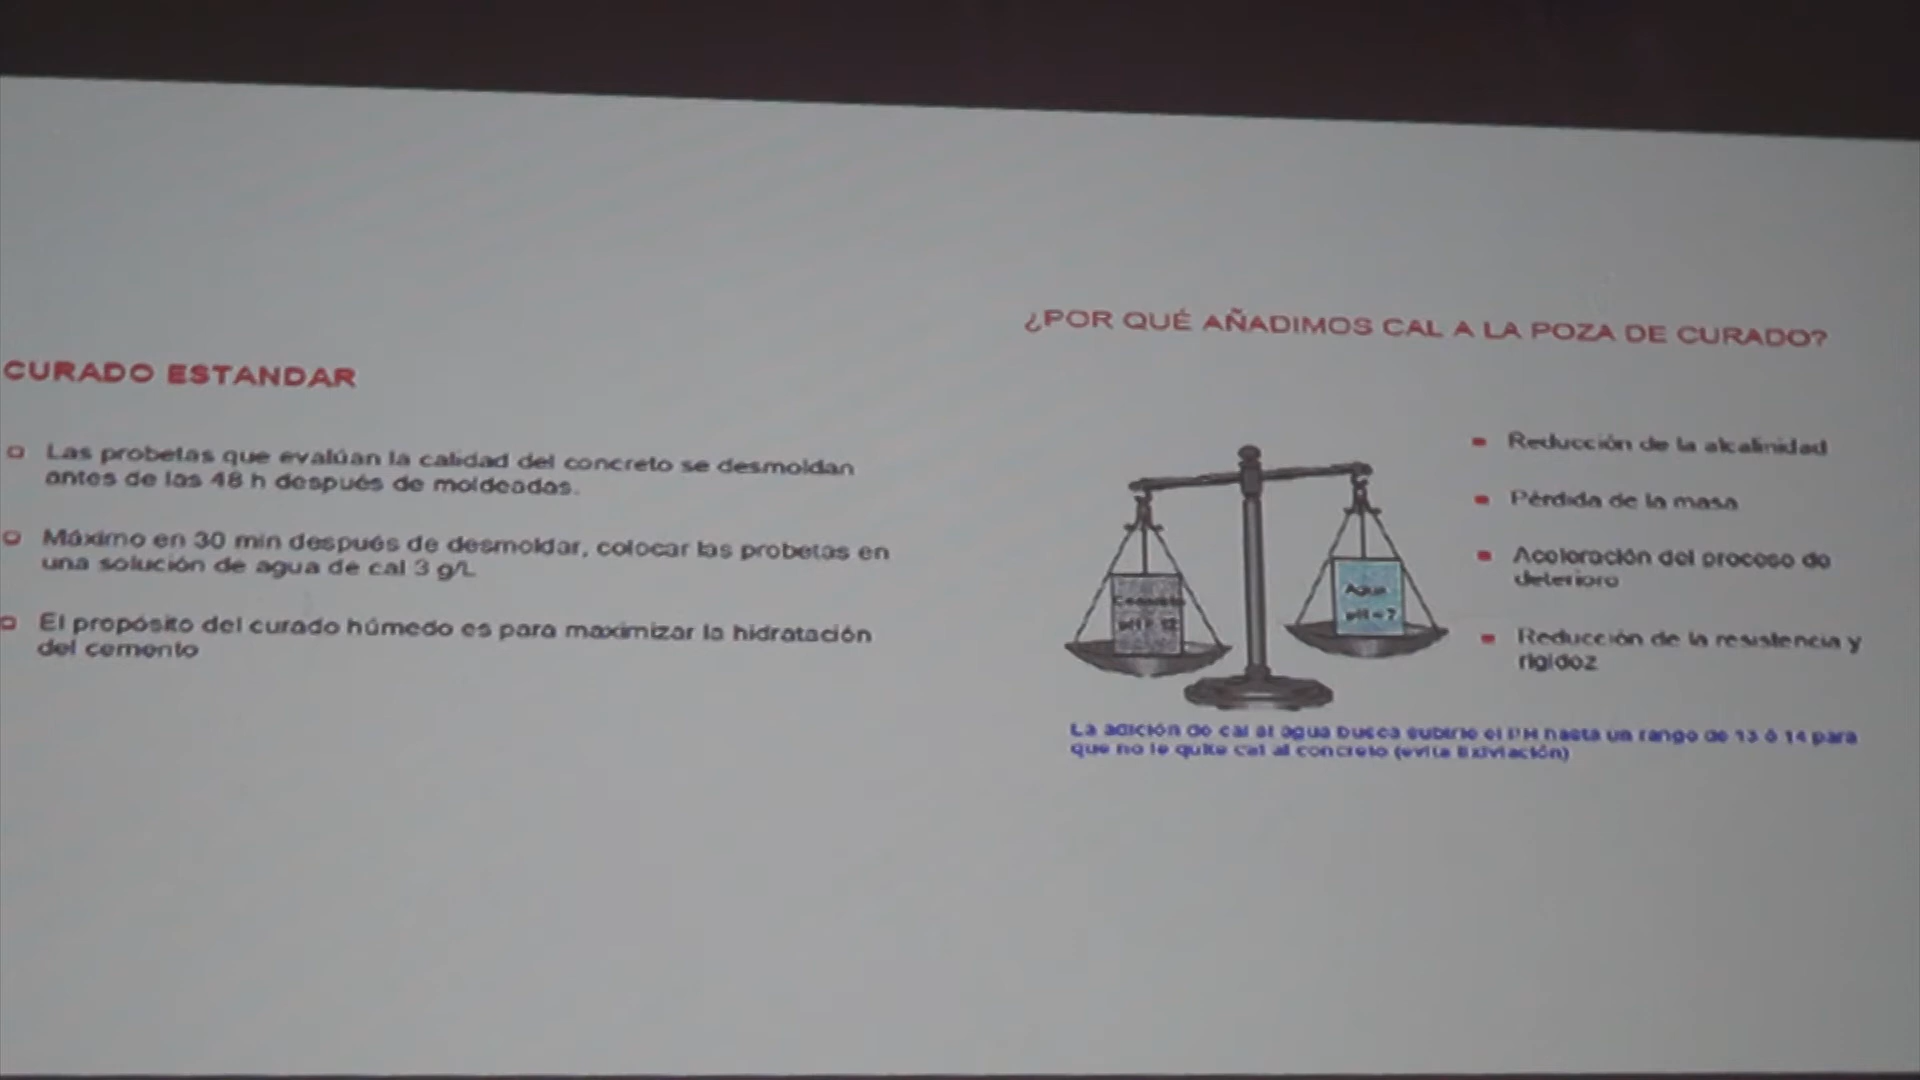 CURADO ESTANDAR
Las probetas que evalúan la calidad del concreto se desmoldan
antes de las 48 h después de moldeadas.
Máximo en 30 min después de desmoldar, colocar las probetas en
una solución de agua de cal 3 g/L
El propósito del curado húmedo es para maximizar la hidratación
del cemento
¿POR QUÉ AÑADIMOS CAL A LA POZA DE CURADO?
Reducción de la alcalinidad
Pérdida de la masa
Aceleración del proceso de
deterioro
Reducción de la resistencia y
rigidez
Concreto
pH
Agua
pH = 7
La adición de cal al agua busca subirle el PH hasta un rango de 13 ó 14 para
que no le quite cal al concreto (evita lixiviación)